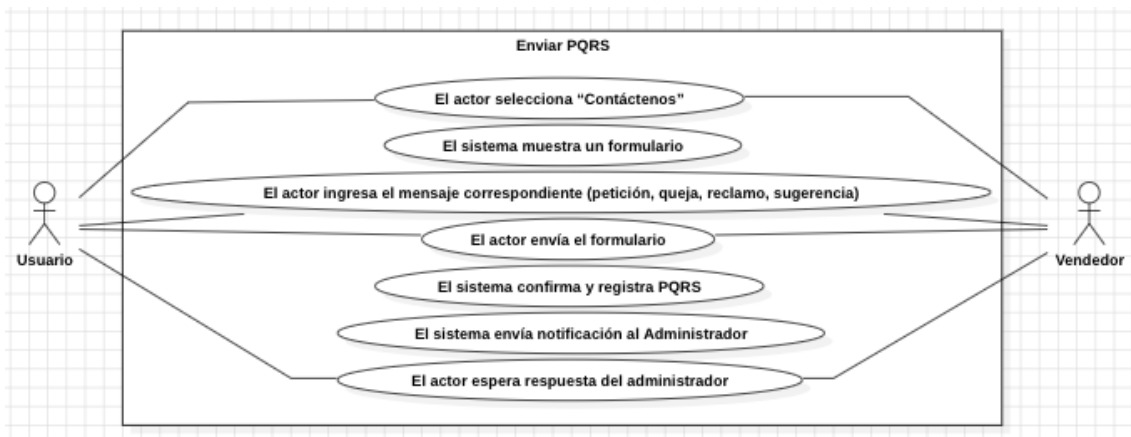 Enviar PQRS
El actor selecciona “Contáctenos”
El sistema muestra un formulario
El actor ingresa el mensaje correspondiente (petición, queja, reclamo, sugerencia)
El actor envía el formulario
Usuario
Vendedor
El sistema confirma y registra PQRS
El sistema envía notificación al Administrador
El actor espera respuesta del administrador